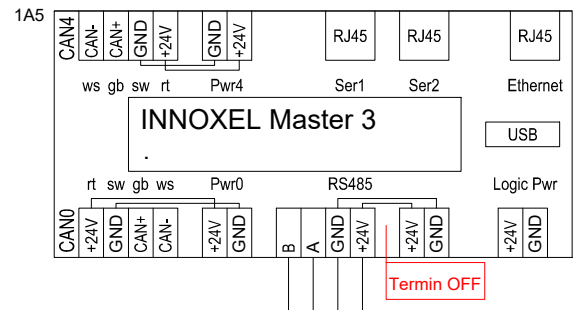 1A5
CAN4 CAN- CAN+ GND +24V GND +24V RJ45 RJ45 RJ45
ws gb sw rt Pwr4 Ser1 Ser2 Ethernet
INNOXEL Master 3
.
USB
rt sw gb ws Pwr0 RS485 Logic Pwr
CAN0 +24V GND CAN+ CAN- +24V GND B A GND +24V +24V GND +24V GND
Termin OFF